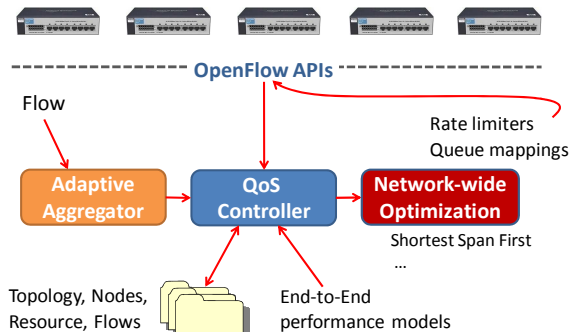 OpenFlow APIs
Flow
Rate limiters
Queue mappings
Adaptive
Aggregator
QoS
Controller
Network-wide
Optimization
Shortest Span First
...
Topology, Nodes,
Resource, Flows
End-to-End
performance models